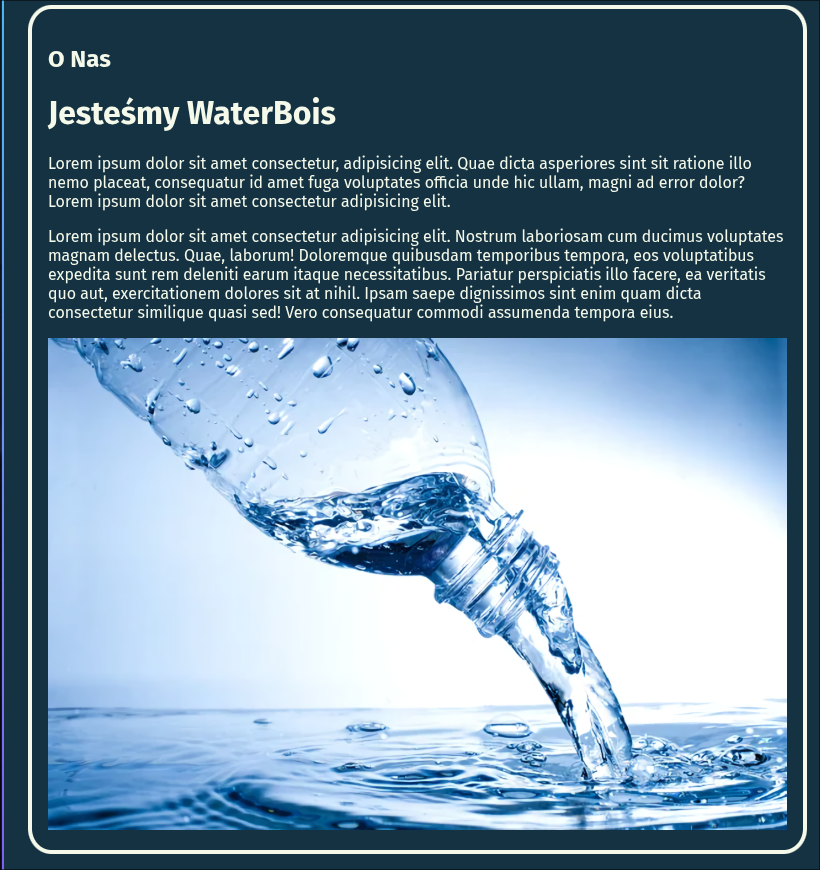 O Nas
Jesteśmy WaterBois
Lorem ipsum dolor sit amet consectetur, adipisicing elit. Quae dicta asperiores sint sit ratione illo
nemo placeat, consequatur id amet fuga voluptates officia unde hic ullam, magni ad error dolor?
Lorem ipsum dolor sit amet consectetur adipisicing elit.
Lorem ipsum dolor sit amet consectetur adipisicing elit. Nostrum laboriosam cum ducimus voluptates
magnam delectus. Quae, laborum! Doloremque quibusdam temporibus tempora, eos voluptatibus
expedita sunt rem deleniti earum itaque necessitatibus. Pariatur perspiciatis illo facere, ea veritatis
quo aut, exercitationem dolores sit at nihil. Ipsam saepe dignissimos sint enim quam dicta
consectetur similique quasi sed! Vero consequatur commodi assumenda tempora eius.